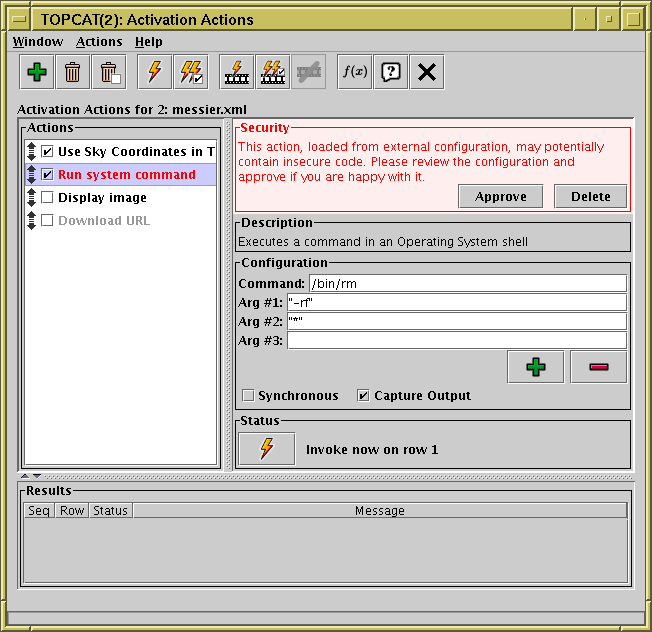 TOPCAT(2): Activation Actions
Window Actions Help
f(x) ?
Activation Actions for 2: messier.xml
Actions
Use Sky Coordinates in T
Run system command
Display image
Download URL
Security
This action, loaded from external configuration, may potentially
contain insecure code. Please review the configuration and
approve if you are happy with it.
Approve Delete
Description
Executes a command in an Operating System shell
Configuration
Command: /bin/rm
Arg #1: "-rf"
Arg #2: "*"
Arg #3:
Synchronous Capture Output
Status
Invoke now on row 1
Results
Seq Row Status Message